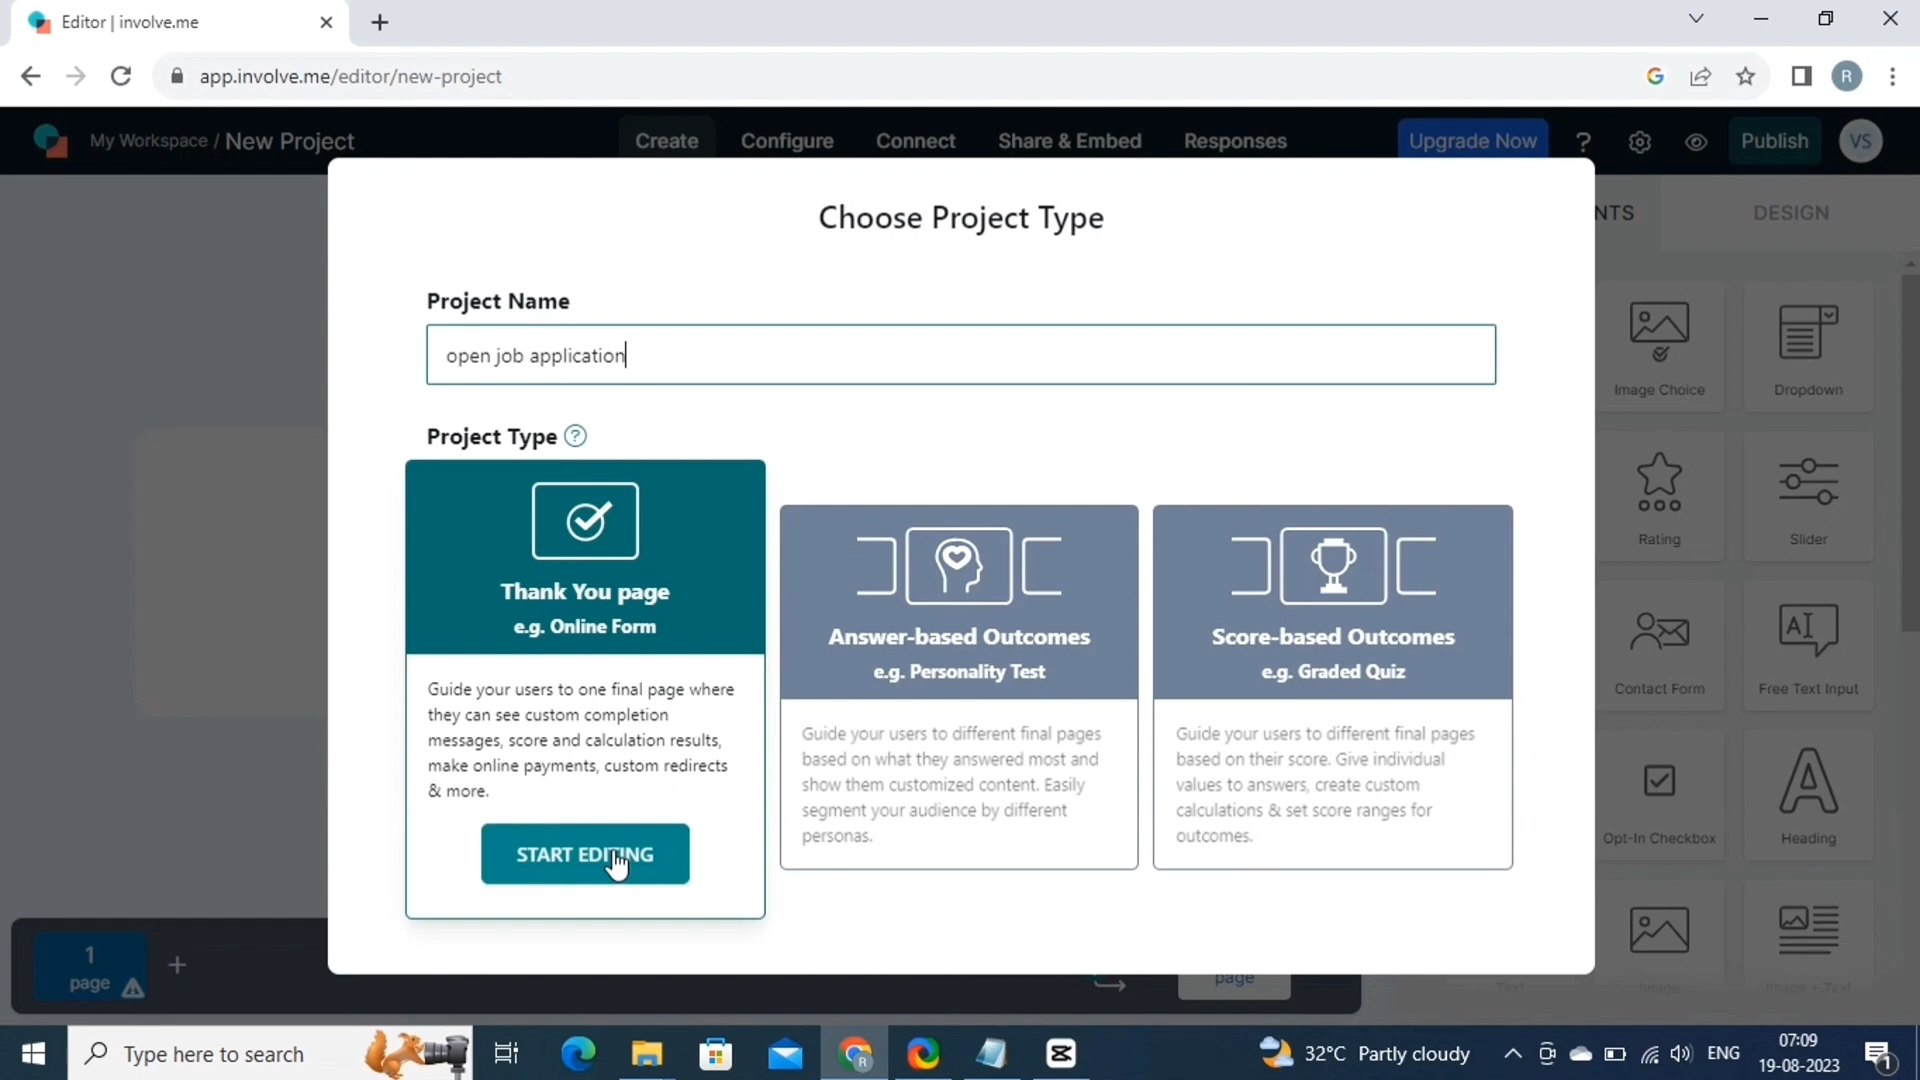 Editor | involve.me
app.involve.me/editor/new-project
R
My Workspace / New Project
Create
Configure
Connect
Share & Embed
Responses
Upgrade Now
?
Publish
VS
NTS
DESIGN
Choose Project Type
Project Name
open job application
Project Type ?
Thank You page
e.g. Online Form
Guide your users to one final page where
they can see custom completion
messages, score and calculation results,
make online payments, custom redirects
& more.
START EDITING
Answer-based Outcomes
e.g. Personality Test
Guide your users to different final pages
based on what they answered most and
show them customized content. Easily
segment your audience by different
personas.
Score-based Outcomes
e.g. Graded Quiz
Guide your users to different final pages
based on their score. Give individual
values to answers, create custom
calculations & set score ranges for
outcomes.
Image Choice
Dropdown
Rating
Slider
Contact Form
Free Text Input
Opt-In Checkbox
Heading
Text
Image
Image + Text
1
page
page
Type here to search
32°C Partly cloudy
ENG
07:09
19-08-2023
1